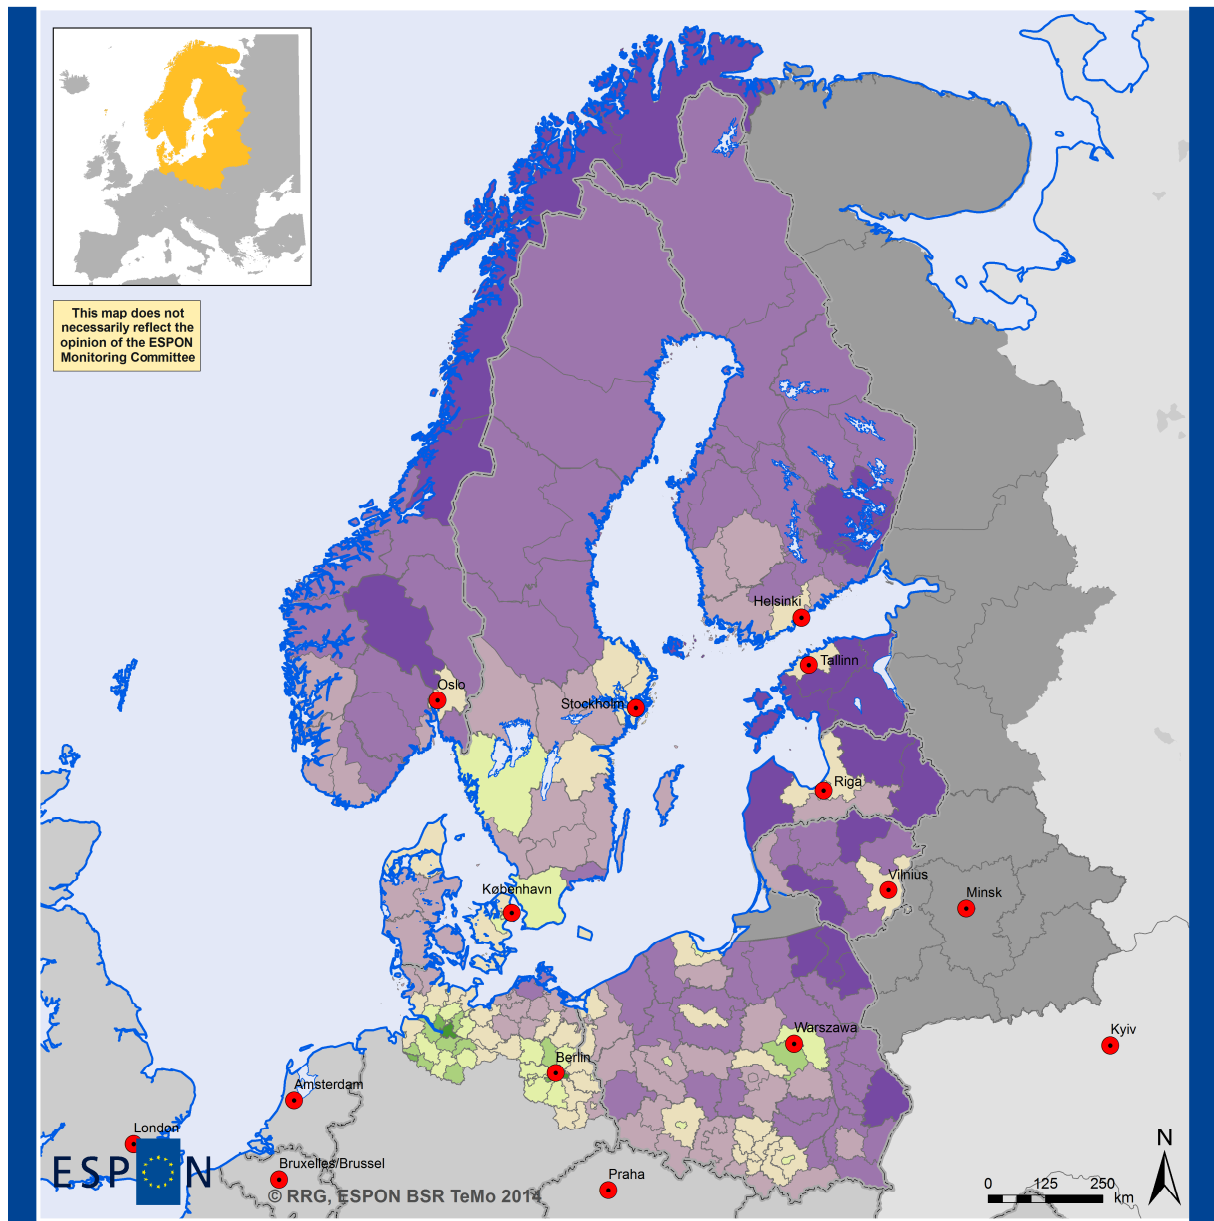 This map does not
necessarily reflect the
opinion of the ESPON
Monitoring Committee
Helsinki
Tallinn
Oslo
Stockholm
Riga
Vilnius
København
Minsk
Warszawa
Kyiv
Berlin
Amsterdam
London
Bruxelles/Brussel
Praha
ESPON
© RRG, ESPON BSR TeMo 2014
N
0 125 250
km